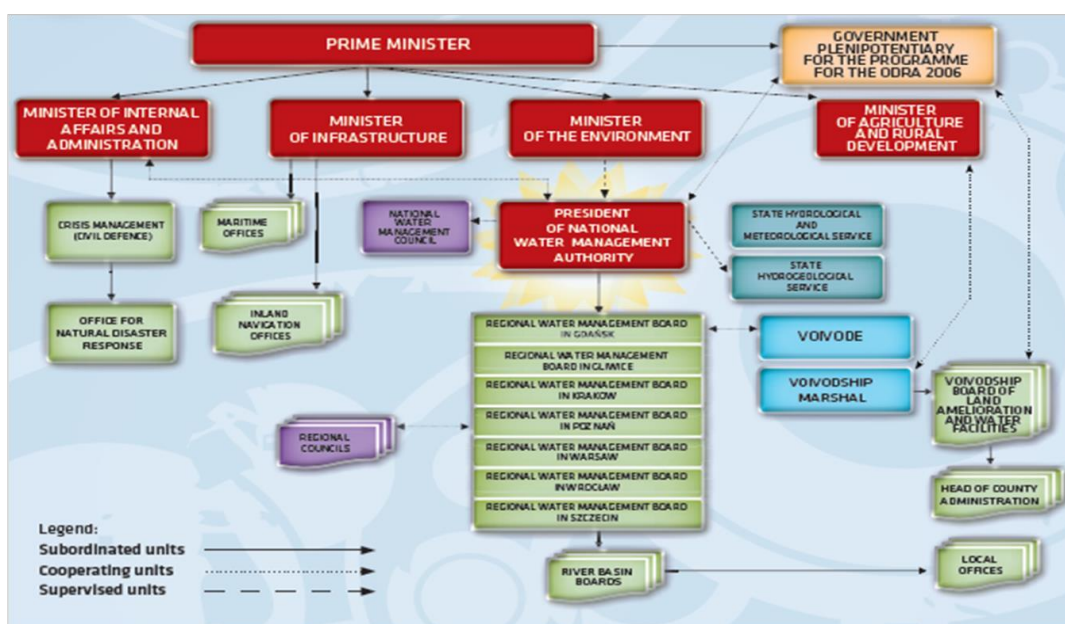 PRIME MINISTER
GOVERNMENT
PLENIPOTENTIARY
FOR THE PROGRAMME
FOR THE ODRA 2006
MINISTER OF INTERNAL
AFFAIRS AND
ADMINISTRATION
MINISTER
OF INFRASTRUCTURE
MINISTER
OF THE ENVIRONMENT
MINISTER
OF AGRICULTURE
AND RURAL
DEVELOPMENT
CRISIS MANAGEMENT
(CIVIL DEFENCE)
MARITIME
OFFICES
NATIONAL
WATER
MANAGEMENT
COUNCIL
PRESIDENT
OF NATIONAL
WATER MANAGEMENT
AUTHORITY
STATE HYDROLOGICAL
AND
METEOROLOGICAL SERVICE
STATE
HYDROGEOLOGICAL
SERVICE
OFFICE FOR
NATURAL DISASTER
RESPONSE
INLAND
NAVIGATION
OFFICES
REGIONAL WATER MANAGEMENT BOARD
IN GDAŃSK
REGIONAL WATER MANAGEMENT
BOARD IN GLIWICE
REGIONAL WATER MANAGEMENT BOARD
IN KRAKOW
REGIONAL WATER MANAGEMENT BOARD
IN POZNAŃ
REGIONAL WATER MANAGEMENT BOARD
IN WARSAW
REGIONAL WATER MANAGEMENT BOARD
IN WROCŁAW
REGIONAL WATER MANAGEMENT BOARD
IN SZCZECIN
VOIVODE
VOIVODSHIP
MARSHAL
VOIVODSHIP
BOARD OF
LAND
AMELIORATION
AND WATER
FACILITIES
REGIONAL
COUNCILS
HEAD OF COUNTY
ADMINISTRATION
RIVER BASIN
BOARDS
LOCAL
OFFICES
Legend:
Subordinated units
Cooperating units
Supervised units